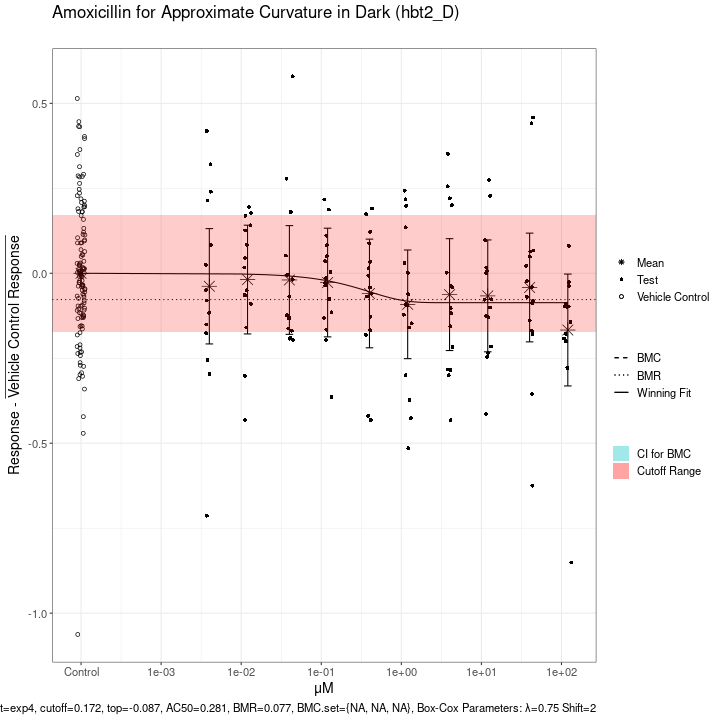 Amoxicillin for Approximate Curvature in Dark (hbt2_D)
Response - Vehicle Control Response
0.5
0.0
-0.5
-1.0
Control
1e-03
1e-02
1e-01
1e+00
1e+01
1e+02
μM
Mean
Test
Vehicle Control
BMC
BMR
Winning Fit
CI for BMC
Cutoff Range
t=exp4, cutoff=0.172, top=-0.087, AC50=0.281, BMR=0.077, BMC.set={NA, NA, NA}, Box-Cox Parameters: λ=0.75 Shift=2